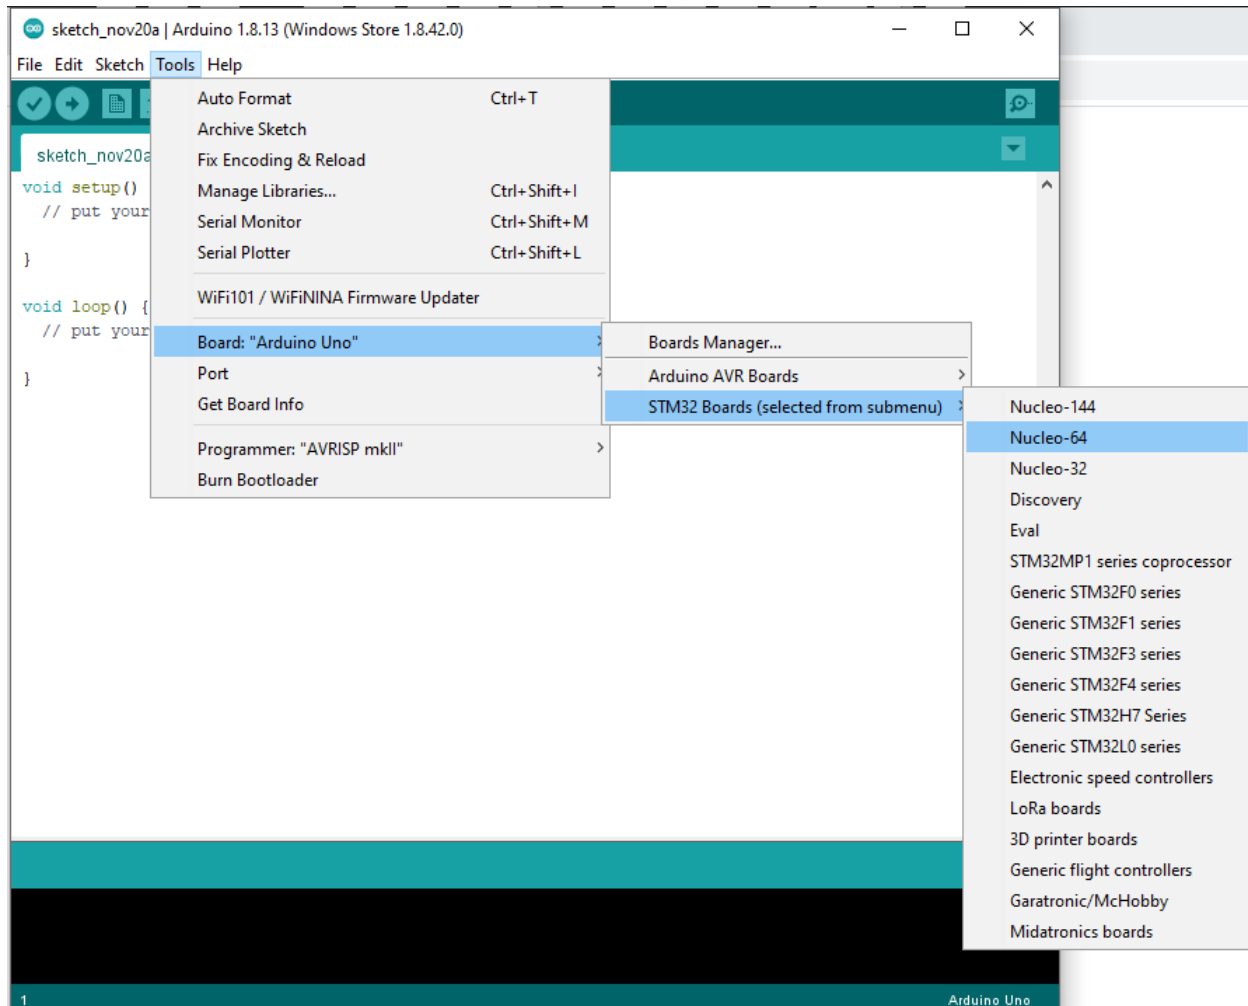 sketch_nov20a | Arduino 1.8.13 (Windows Store 1.8.42.0)
File Edit Sketch Tools Help
Auto Format Ctrl+T
Archive Sketch
Fix Encoding & Reload
Manage Libraries... Ctrl+Shift+I
Serial Monitor Ctrl+Shift+M
Serial Plotter Ctrl+Shift+L
WiFi101 / WiFiNINA Firmware Updater
Board: "Arduino Uno"
Port
Get Board Info
Programmer: "AVRISP mkII"
Burn Bootloader
Boards Manager...
Arduino AVR Boards
STM32 Boards (selected from submenu)
Nucleo-144
Nucleo-64
Nucleo-32
Discovery
Eval
STM32MP1 series coprocessor
Generic STM32F0 series
Generic STM32F1 series
Generic STM32F3 series
Generic STM32F4 series
Generic STM32H7 Series
Generic STM32L0 series
Electronic speed controllers
LoRa boards
3D printer boards
Generic flight controllers
Garatronic/McHobby
Midatronics boards
sketch_nov20a
void setup()
// put your
}
void loop() {
// put your
}
1 Arduino Uno